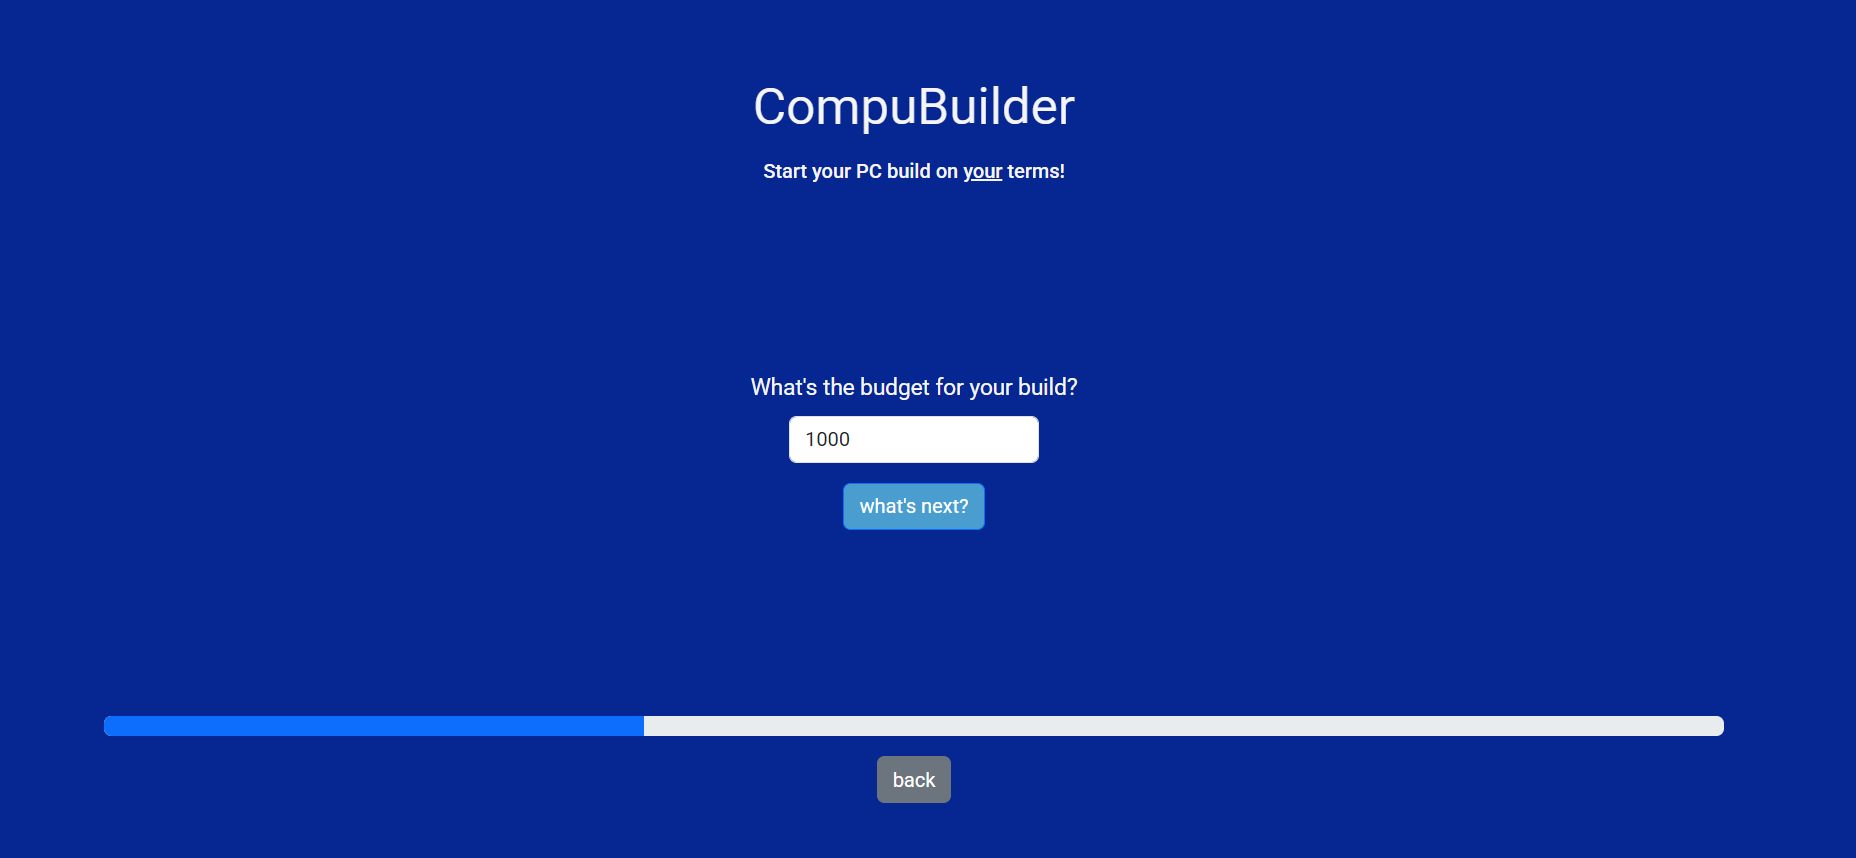 CompuBuilder
Start your PC build on your terms!
What's the budget for your build?
1000
what's next?
back